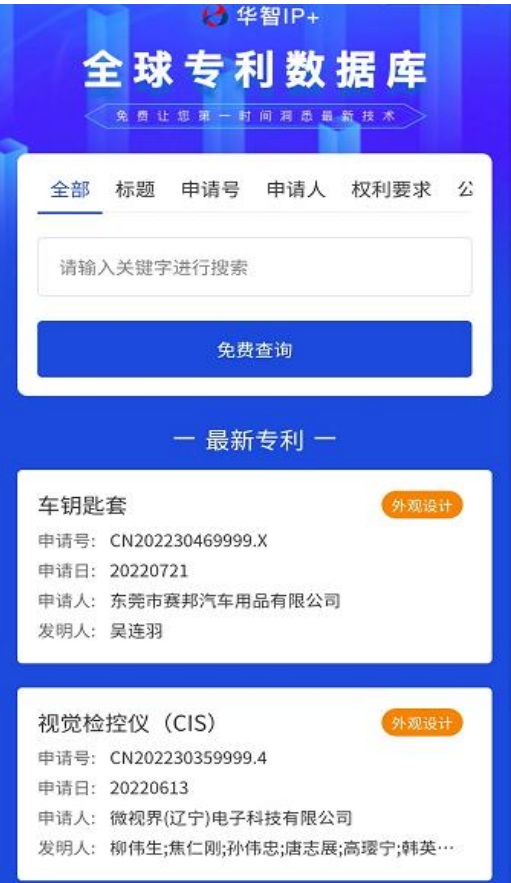 华智IP+
全球专利数据库
免费让您第一时间洞悉最新技术
全部 标题 申请号 申请人 权利要求 公
请输入关键字进行搜索
免费查询
一 最新专利 一
车钥匙套 外观设计
申请号: CN202230469999.X
申请日: 20220721
申请人: 东莞市赛邦汽车用品有限公司
发明人: 吴连羽
视觉检控仪（CIS） 外观设计
申请号: CN202230359999.4
申请日: 20220613
申请人: 微视界(辽宁)电子科技有限公司
发明人: 柳伟生;焦仁刚;孙伟忠;唐志展;高璎宁;韩英…